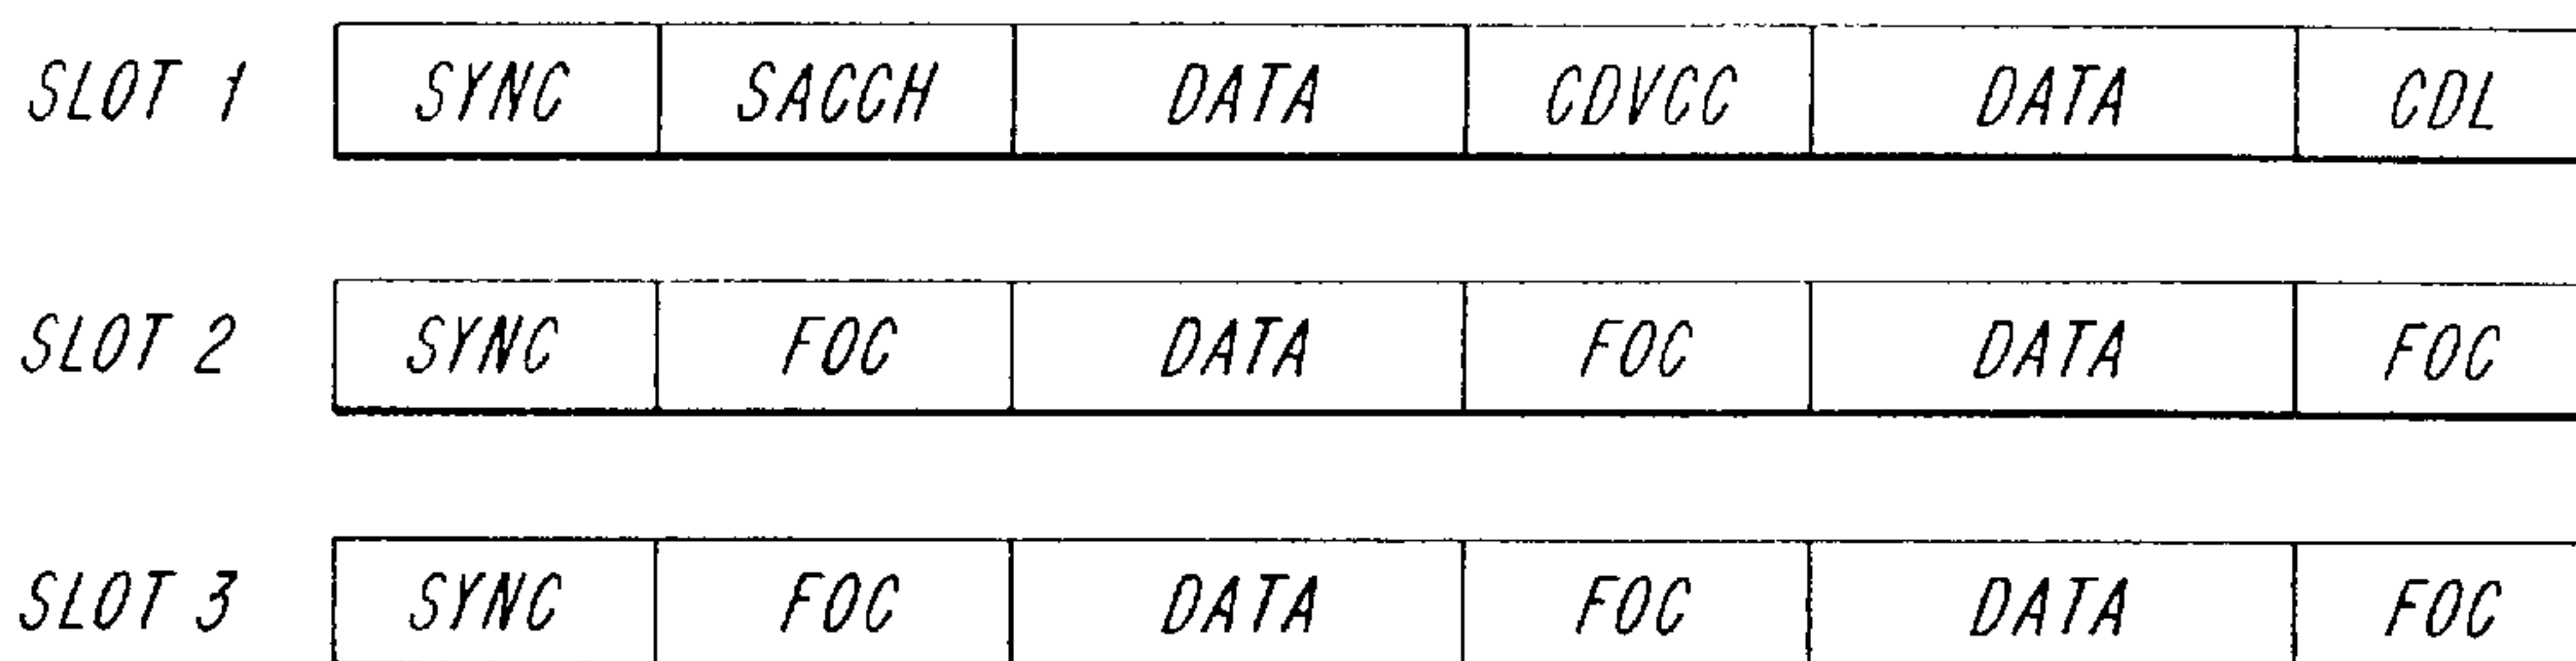 SLOT 1 SYNC SACCH DATA CDVCC DATA CDL
SLOT 2 SYNC FOC DATA FOC DATA FOC
SLOT 3 SYNC FOC DATA FOC DATA FOC